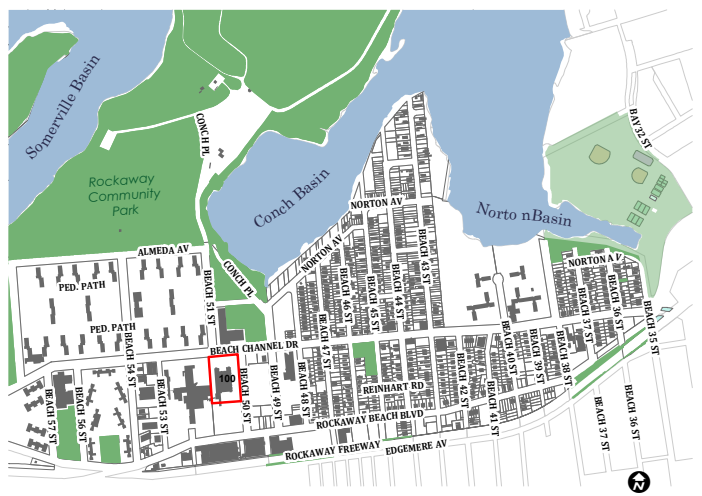 Somerville Basin
CONCH PL
BAY 32 ST
Rockaway
Community
Park
Conch Basin
NORTON AV
Norto nBasin
ALMEDA AV
NORTON AV
BEACH 43 ST
NORTON A V
CONCH PL
PED. PATH
BEACH 51 ST
BEACH 46 ST
BEACH 45 ST
BEACH 44 ST
BEACH 37 ST
BEACH 36 ST
BEACH 35 ST
PED. PATH
BEACH 54 ST
BEACH CHANNEL DR
BEACH 47 ST
BEACH 40 ST
BEACH 39 ST
BEACH 38 ST
100
BEACH 57 ST
BEACH 56 ST
BEACH 53 ST
BEACH 50 ST
BEACH 49 ST
BEACH 48 ST
REINHART RD
BEACH 42 ST
BEACH 41 ST
BEACH 37 ST
BEACH 36 ST
ROCKAWAY BEACH BLVD
ROCKAWAY FREEWAY
EDGEMERE AV
N